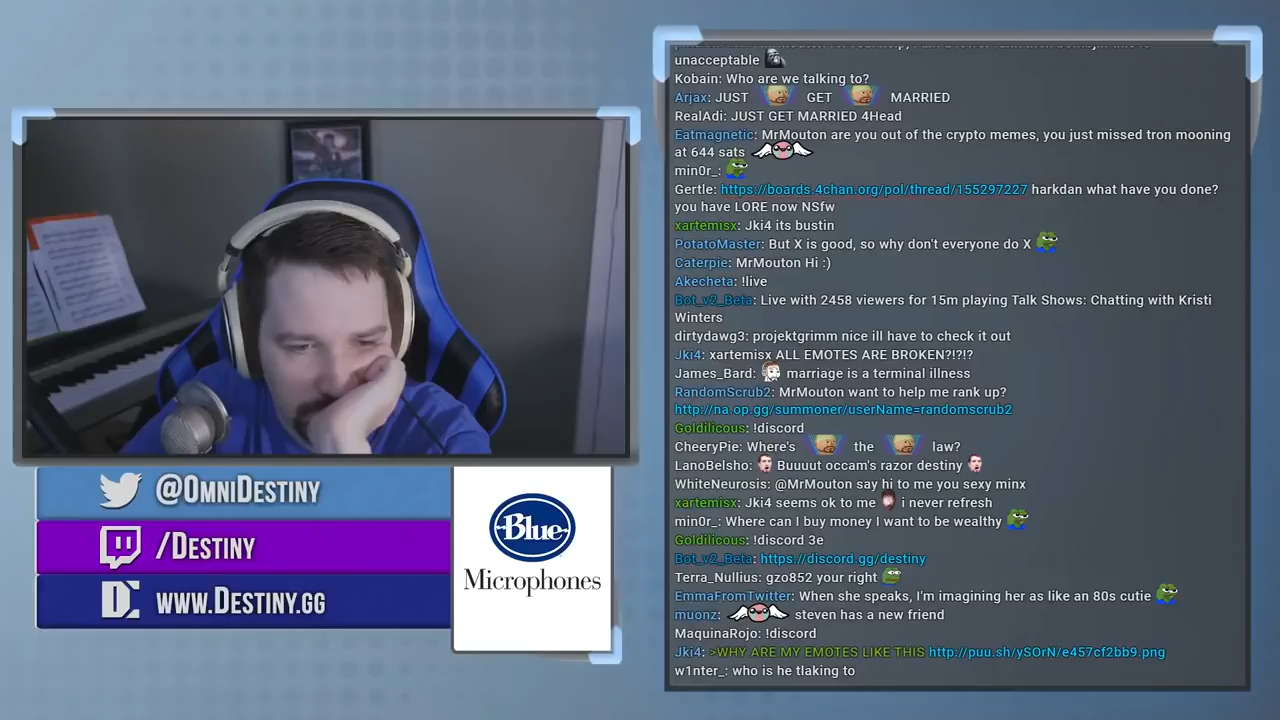 unacceptable
Kobain: Who are we talking to?
Arjax: JUST GET MARRIED
RealAdi: JUST GET MARRIED 4Head
Eatmagnetic: MrMouton are you out of the crypto memes, you just missed tron mooning
at 644 sats
min0r_:
Gertle: https://boards.4chan.org/pol/thread/155297227 harkdan what have you done?
you have LORE now NSfw
xartemisx: Jki4 its bustin
PotatoMaster: But X is good, so why don't everyone do X
Caterpie: MrMouton Hi :)
Akecheta: !live
Bot_v2_Beta: Live with 2458 viewers for 15m playing Talk Shows: Chatting with Kristi
Winters
dirtydawg3: projektgrimm nice ill have to check it out
Jki4: xartemisx ALL EMOTES ARE BROKEN?!?!?
James_Bard: marriage is a terminal illness
RandomScrub2: MrMouton want to help me rank up?
http://na.op.gg/summoner/userName=randomscrub2
Goldilicous: !discord
CheeryPie: Where's the law?
LanoBelsho: Buuuut occam's razor destiny
WhiteNeurosis: @MrMouton say hi to me you sexy minx
xartemisx: Jki4 seems ok to me i never refresh
min0r_: Where can I buy money I want to be wealthy
Goldilicous: !discord 3e
Bot_v2_Beta: https://discord.gg/destiny
Terra_Nullius: gzo852 your right
EmmaFromTwitter: When she speaks, I'm imagining her as like an 80s cutie
muonz: steven has a new friend
MaquinaRojo: !discord
Jki4: >WHY ARE MY EMOTES LIKE THIS http://puu.sh/ySOrN/e457cf2bb9.png
w1nter_: who is he tlaking to
@OmniDestiny
/Destiny
www.Destiny.gg
Blue
Microphones